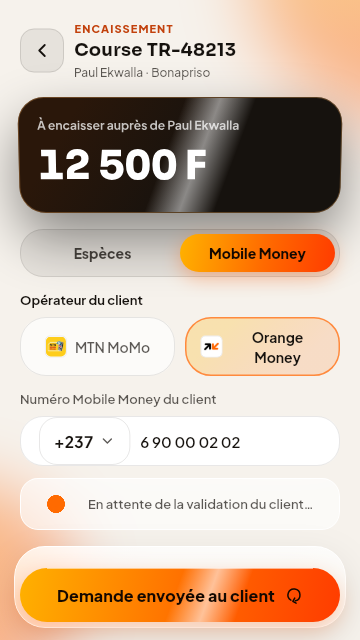 ENCAISSEMENT
Course TR-48213
Paul Ekwalla · Bonapriso
À encaisser auprès de Paul Ekwalla
12 500 F
Espèces
Mobile Money
Opérateur du client
MTN MoMo
Orange
Money
Numéro Mobile Money du client
+237
6 90 00 02 02
En attente de la validation du client…
Demande envoyée au client